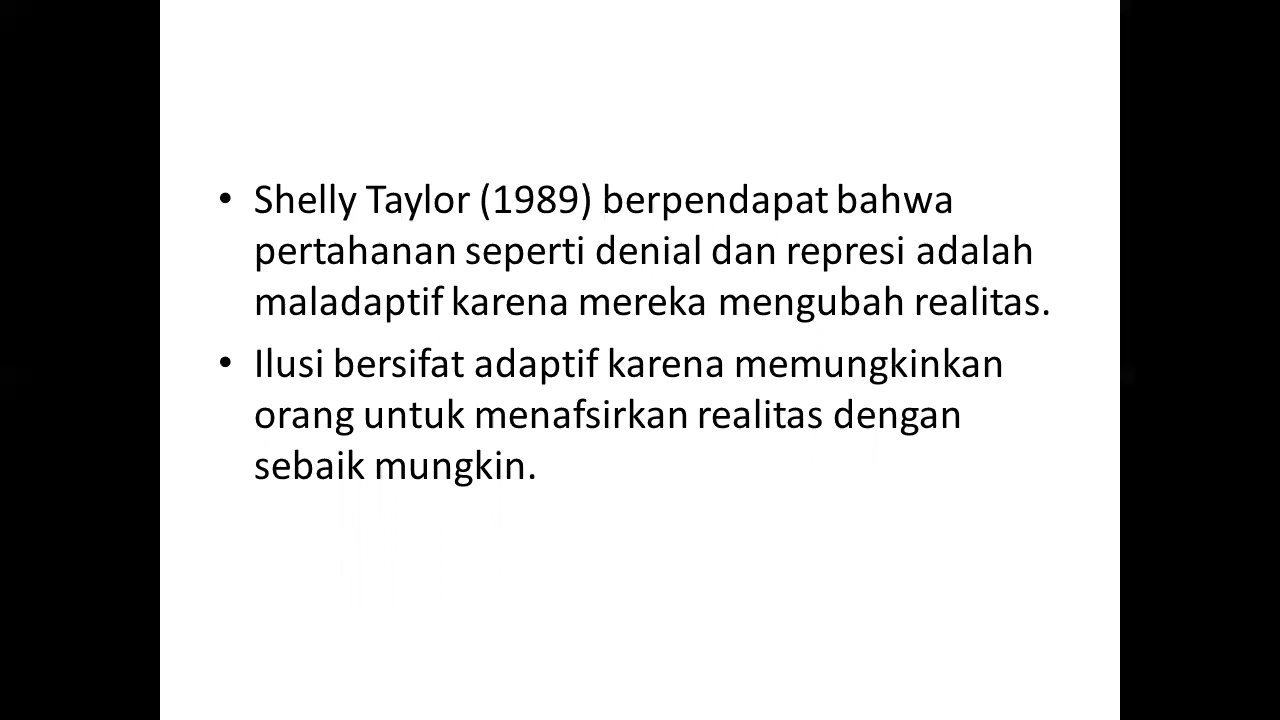 • Shelly Taylor (1989) berpendapat bahwa
pertahanan seperti denial dan represi adalah
maladaptif karena mereka mengubah realitas.
• Ilusi bersifat adaptif karena memungkinkan
orang untuk menafsirkan realitas dengan
sebaik mungkin.